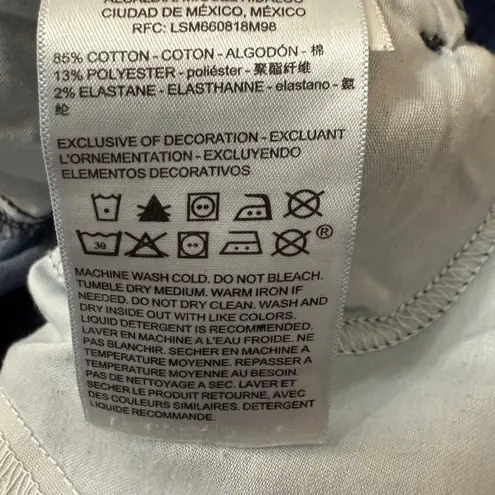 ALCALDÍA: MIGUEL HIDALGO
CIUDAD DE MÉXICO, MÉXICO
RFC: LSM660818M98
85% COTTON - COTON - ALGODÓN - 棉
13% POLYESTER - poliéster - 聚酯纤维
2% ELASTANE - ELASTHANNE - elastano - 氨
纶
EXCLUSIVE OF DECORATION - EXCLUANT
L'ORNEMENTATION - EXCLUYENDO
ELEMENTOS DECORATIVOS
30 ®
MACHINE WASH COLD. DO NOT BLEACH.
TUMBLE DRY MEDIUM. WARM IRON IF
NEEDED. DO NOT DRY CLEAN. WASH AND
DRY INSIDE OUT WITH LIKE COLORS.
LIQUID DETERGENT IS RECOMMENDED.
LAVER EN MACHINE A L'EAU FROIDE. NE
PAS BLANCHIR. SECHER EN MACHINE A
TEMPERATURE MOYENNE. REPASSER A
TEMPERATURE MOYENNE AU BESOIN.
PAS DE NETTOYAGE A SEC. LAVER ET
SECHER LE PRODUIT RETOURNE, AVEC
DES COULEURS SIMILAIRES. DETERGENT
LIQUIDE RECOMMANDE.